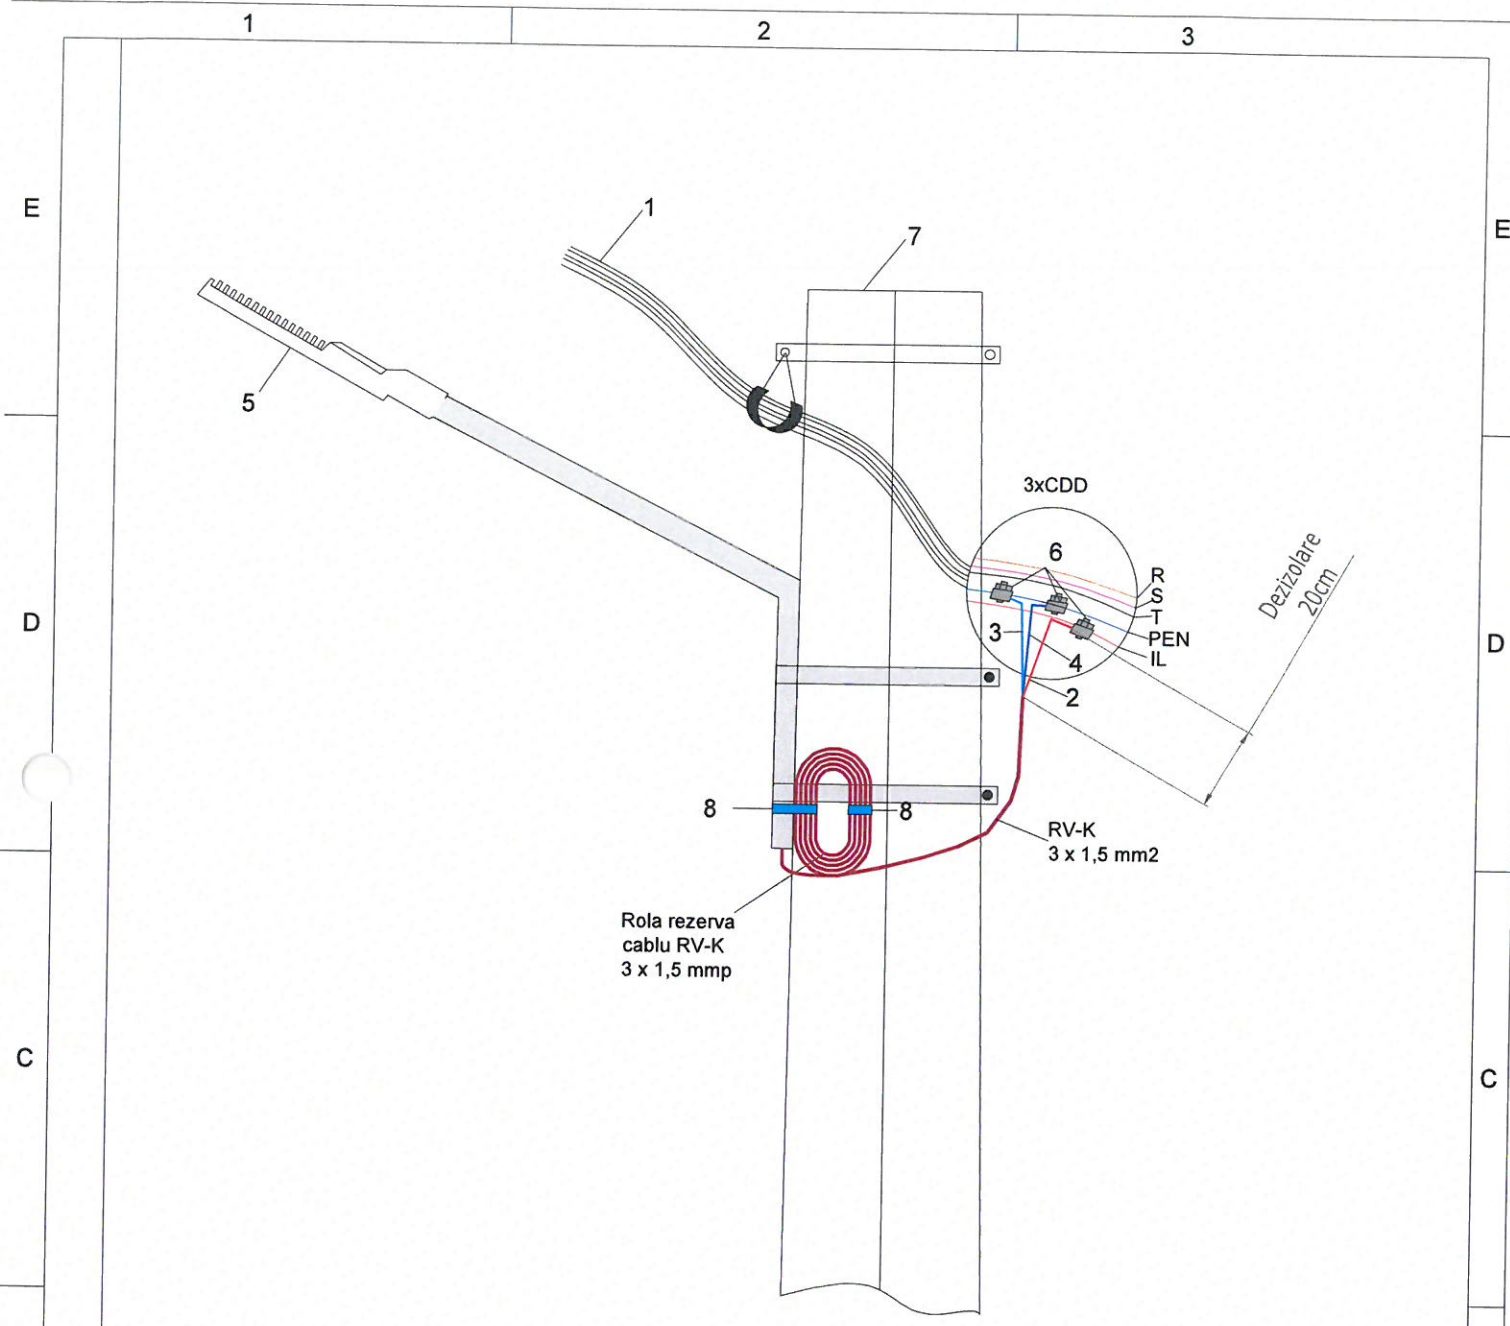 1
2
3
E
E
1
7
5
3xCDD
6
R
S
T
PEN
IL
3
4
2
Dezizolare
20cm
D
D
8
8
RV-K
3 x 1,5 mm2
Rola rezerva
cablu RV-K
3 x 1,5 mmp
C
C